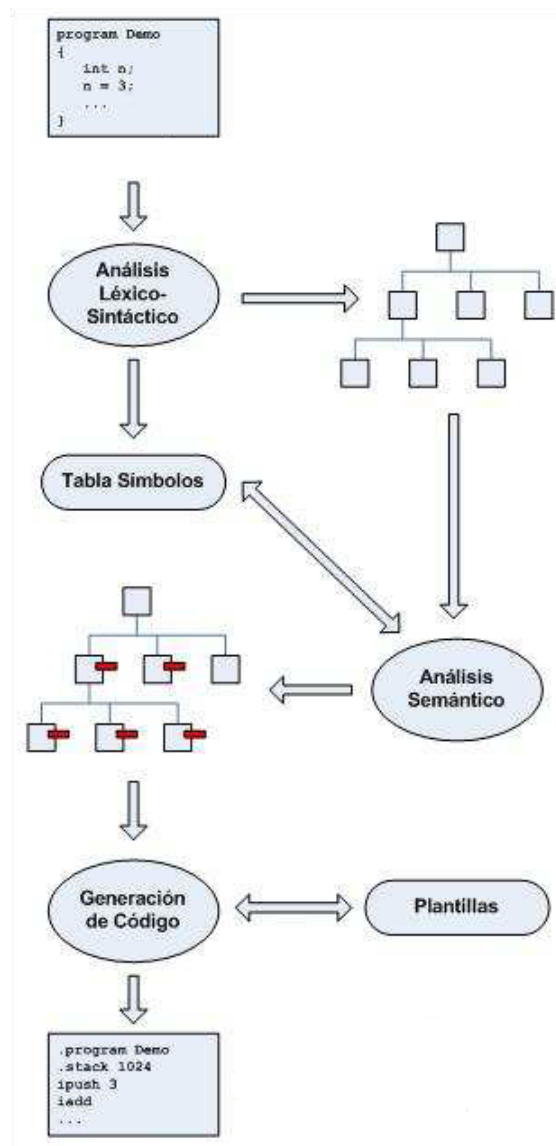 program Demo
{
int n;
n = 3;
...
}
Análisis
Léxico-
Sintáctico
Tabla Simbolos
Análisis
Semántico
Generación
de Código
Plantillas
.program Demo
.stack 1024
ipush 3
iadd
...